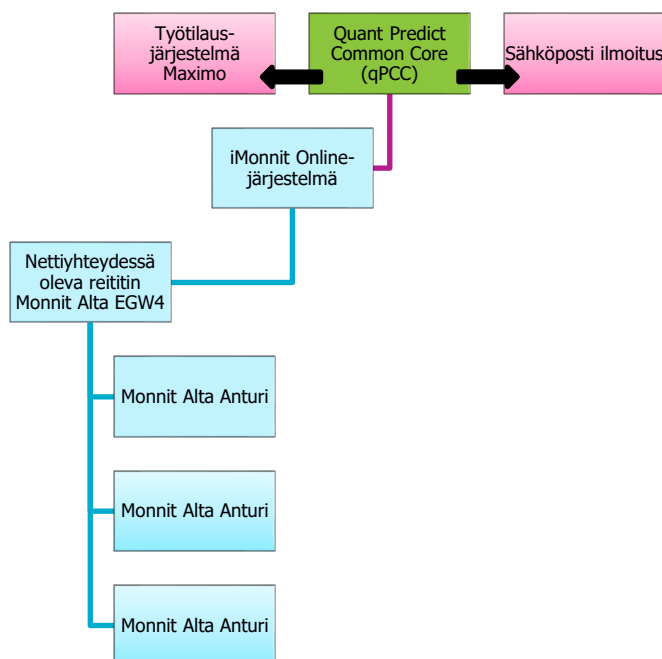 Työtilaus-
järjestelmä
Maximo
Quant Predict
Common Core
(qPCC)
Sähköposti ilmoitus
iMonnit Online-
järjestelmä
Nettiyhteydessä
oleva reititin
Monnit Alta EGW4
Monnit Alta Anturi
Monnit Alta Anturi
Monnit Alta Anturi